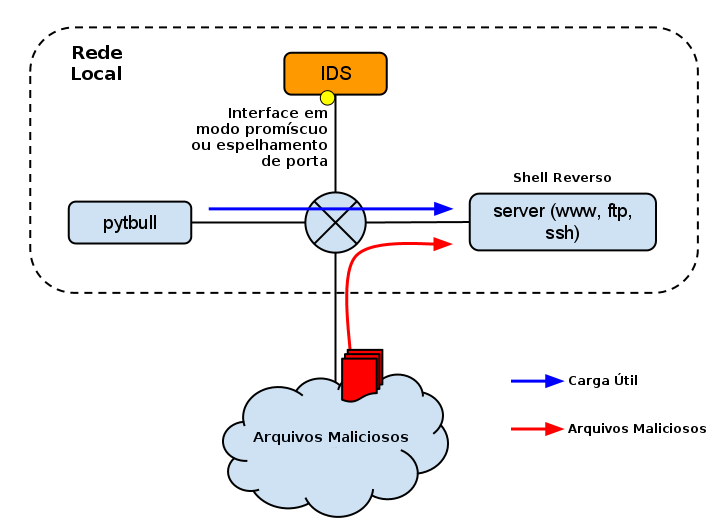 Rede
Local
IDS
Interface em
modo promíscuo
ou espelhamento
de porta
Shell Reverso
pytbull
server (www, ftp,
ssh)
Carga Útil
Arquivos Maliciosos
Arquivos Maliciosos